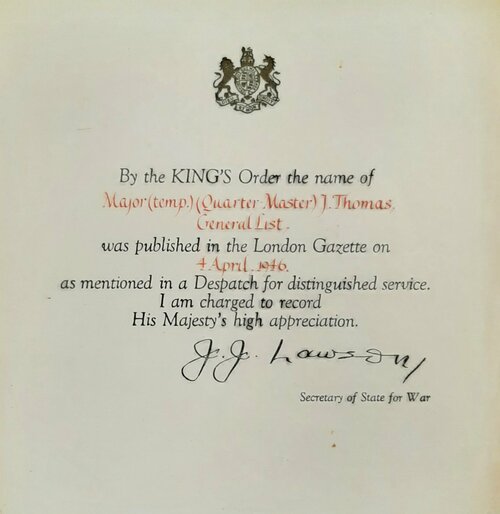 By the KING'S Order the name of
Major (temp.) (Quarter-Master) J. Thomas,
General List.
was published in the London Gazette on
4 April 1946.
as mentioned in a Despatch for distinguished service.
I am charged to record
His Majesty's high appreciation.
J. J. Lawson
Secretary of State for War